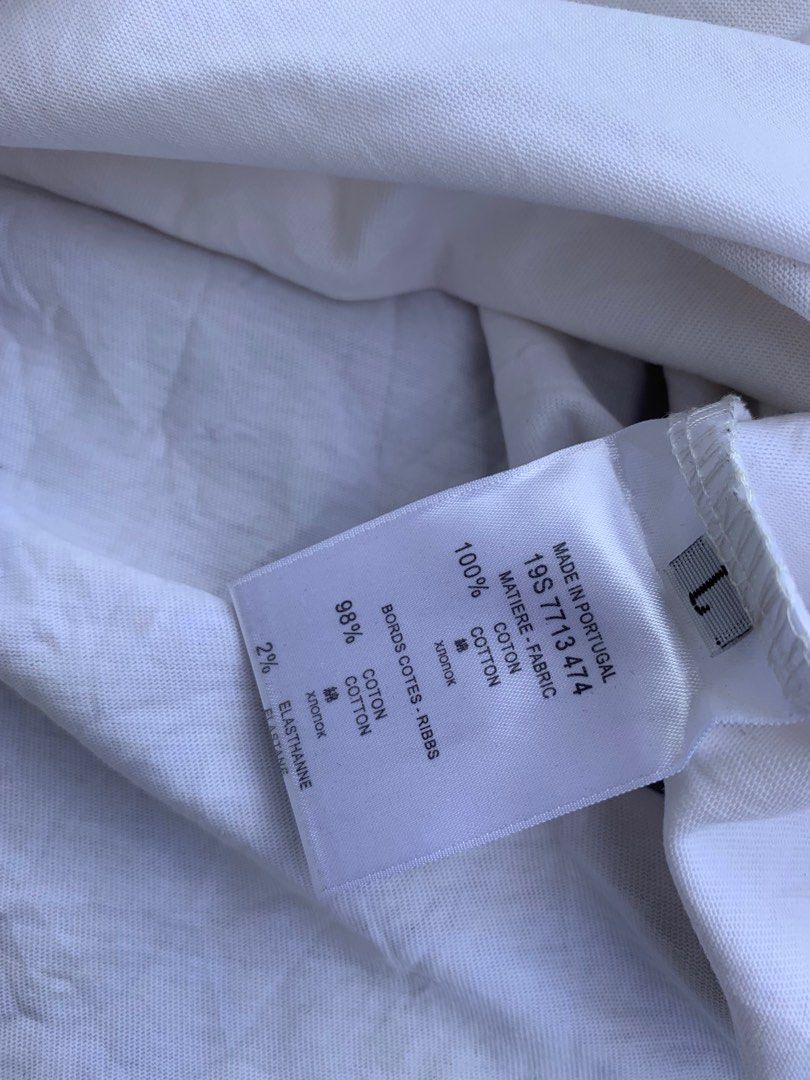 L
MADE IN PORTUGAL
19S 7713 474
MATIERE - FABRIC
100% COTON
COTTON
綿
ХЛОПОК
BORDS COTES - RIBBS
98% COTON
COTTON
綿
ХЛОПОК
2% ELASTHANNE
ELASTANE